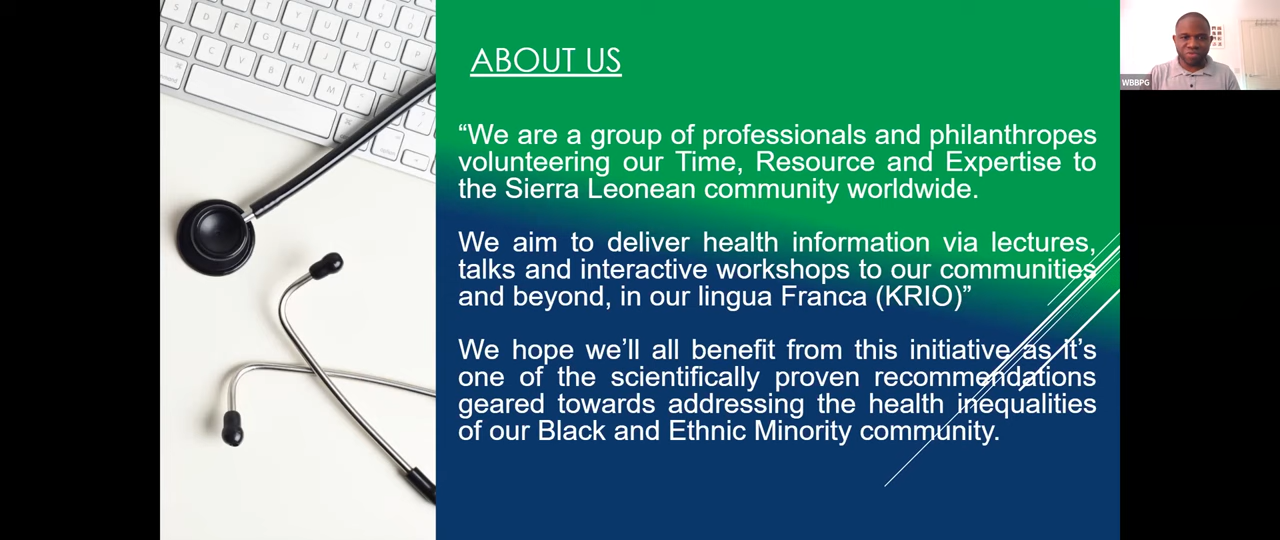 ABOUT US
“We are a group of professionals and philanthropes
volunteering our Time, Resource and Expertise to
the Sierra Leonean community worldwide.
We aim to deliver health information via lectures,
talks and interactive workshops to our communities
and beyond, in our lingua Franca (KRIO)”
We hope we’ll all benefit from this initiative as it’s
one of the scientifically proven recommendations
geared towards addressing the health inequalities
of our Black and Ethnic Minority community.
WBBPG